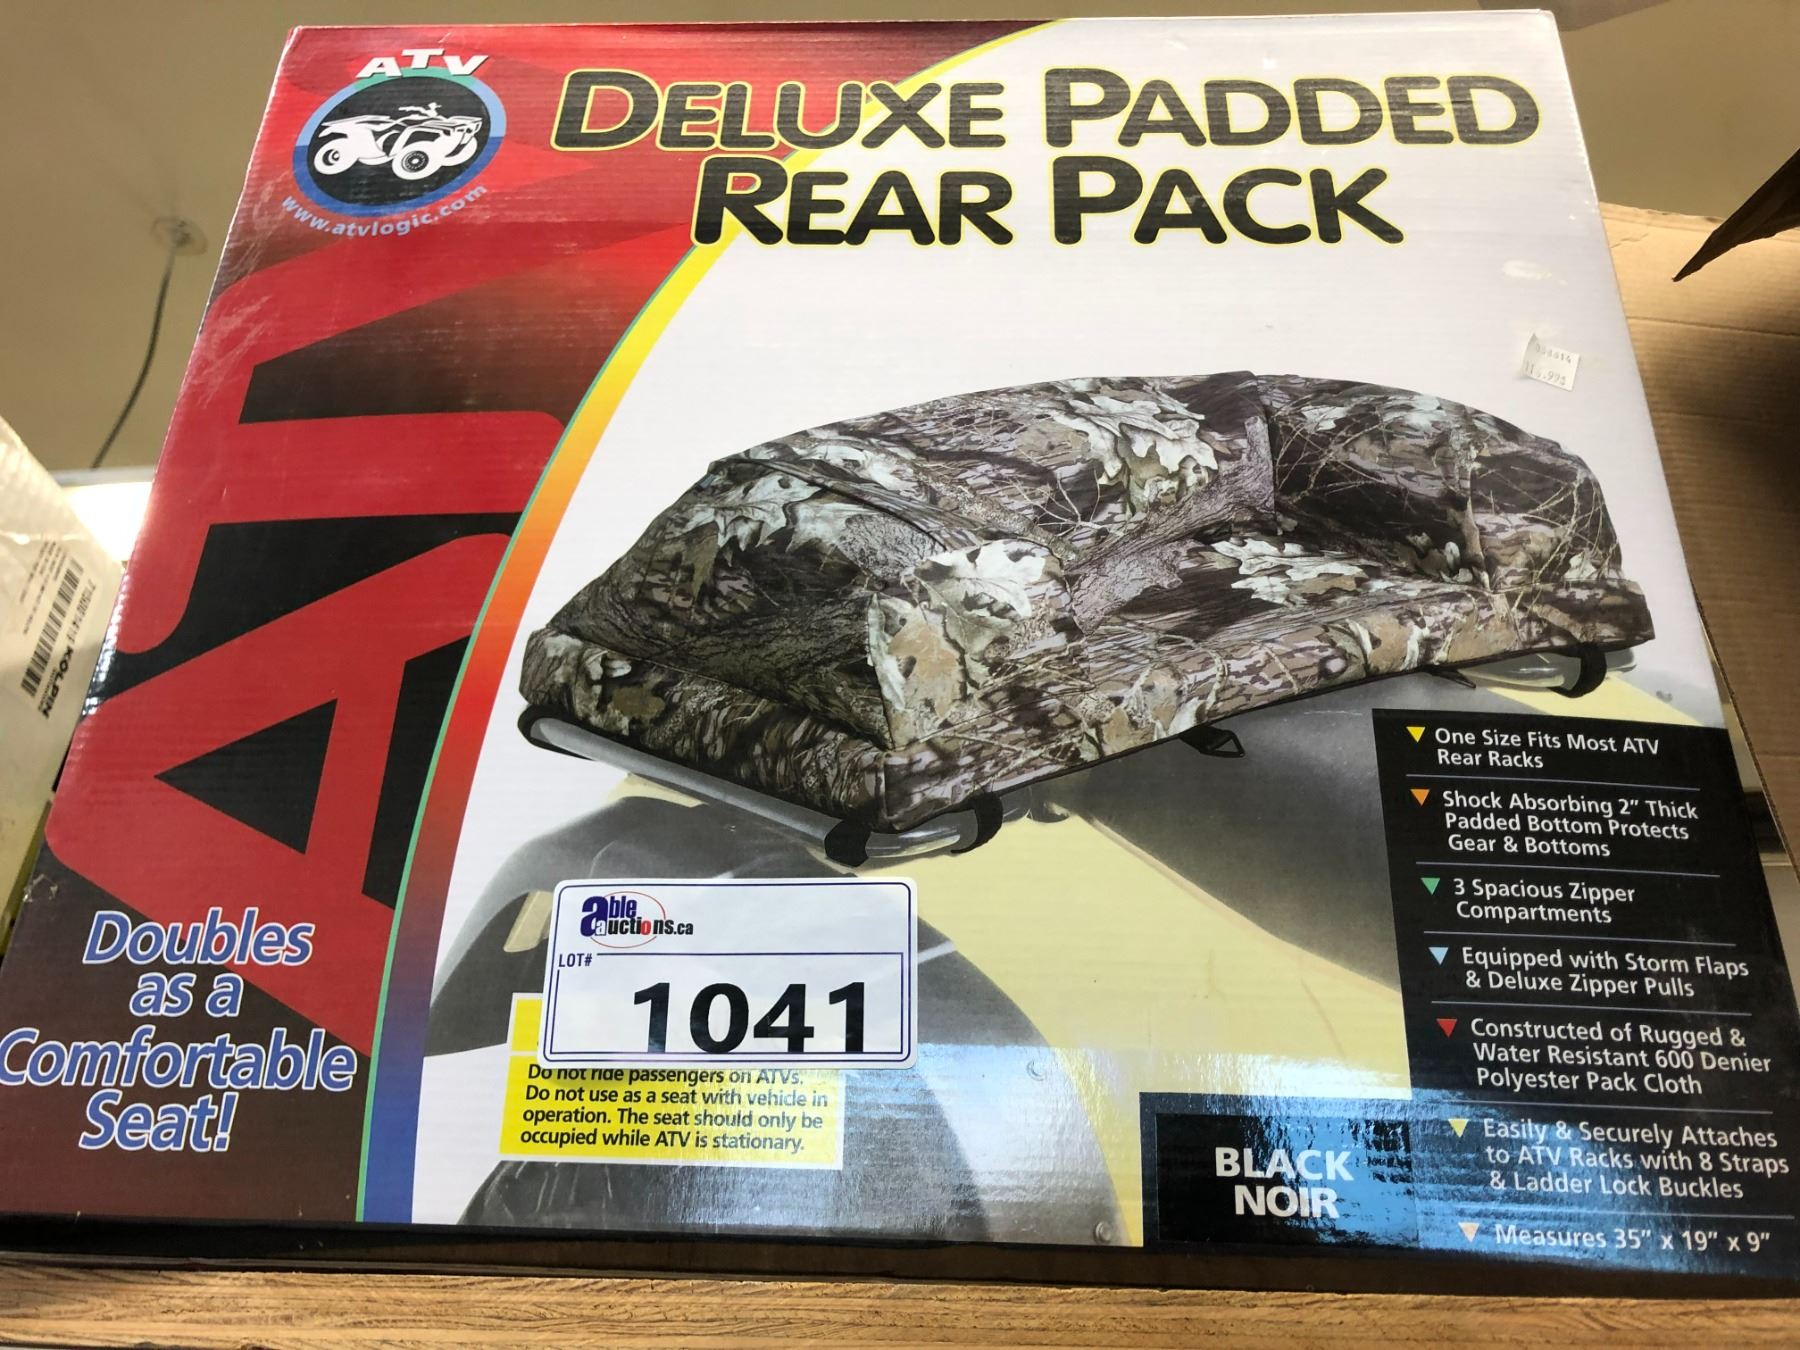 ATV
www.atvlogic.com
DELUXE PADDED
REAR PACK
ATV
One Size Fits Most ATV
Rear Racks
Shock Absorbing 2" Thick
Padded Bottom Protects
Gear & Bottoms
3 Spacious Zipper
Compartments
Equipped with Storm Flaps
& Deluxe Zipper Pulls
Constructed of Rugged &
Water Resistant 600 Denier
Polyester Pack Cloth
Easily & Securely Attaches
to ATV Racks with 8 Straps
& Ladder Lock Buckles
Measures 35" x 19" x 9"
Doubles
as a
Comfortable
Seat!
able
auctions.ca
LOT#
1041
Do not ride passengers on ATVs.
Do not use as a seat with vehicle in
operation. The seat should only be
occupied while ATV is stationary.
BLACK
NOIR
KOLPIN